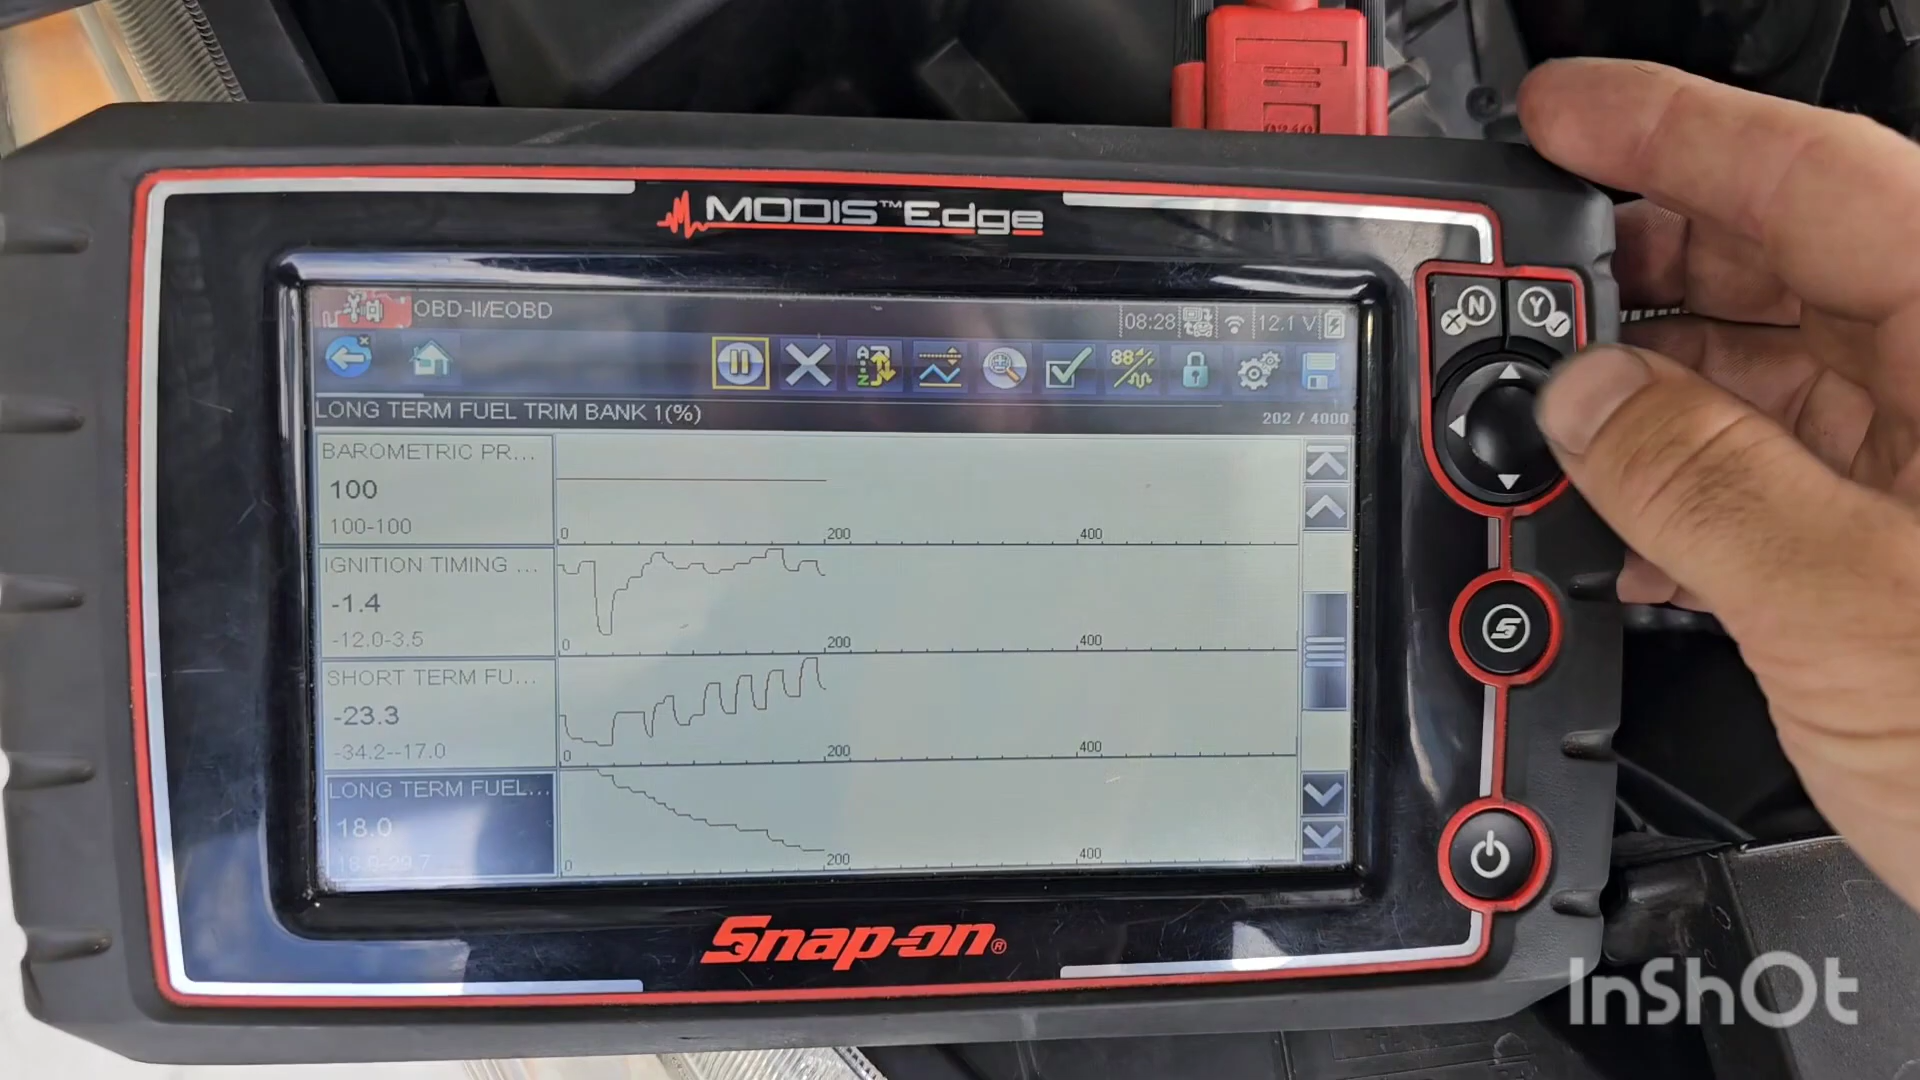 MODIS™Edge
OBD-II/EOBD
08:28
12.1 V
LONG TERM FUEL TRIM BANK 1(%)
202 / 4000
BAROMETRIC PR...
100
100-100
0 200 400
IGNITION TIMING ...
-1.4
-12.0-3.5
0 200 400
SHORT TERM FU...
-23.3
-34.2--17.0
0 200 400
LONG TERM FUEL...
18.0
0 200 400
N
Y
S
Snap-on®
InShOt